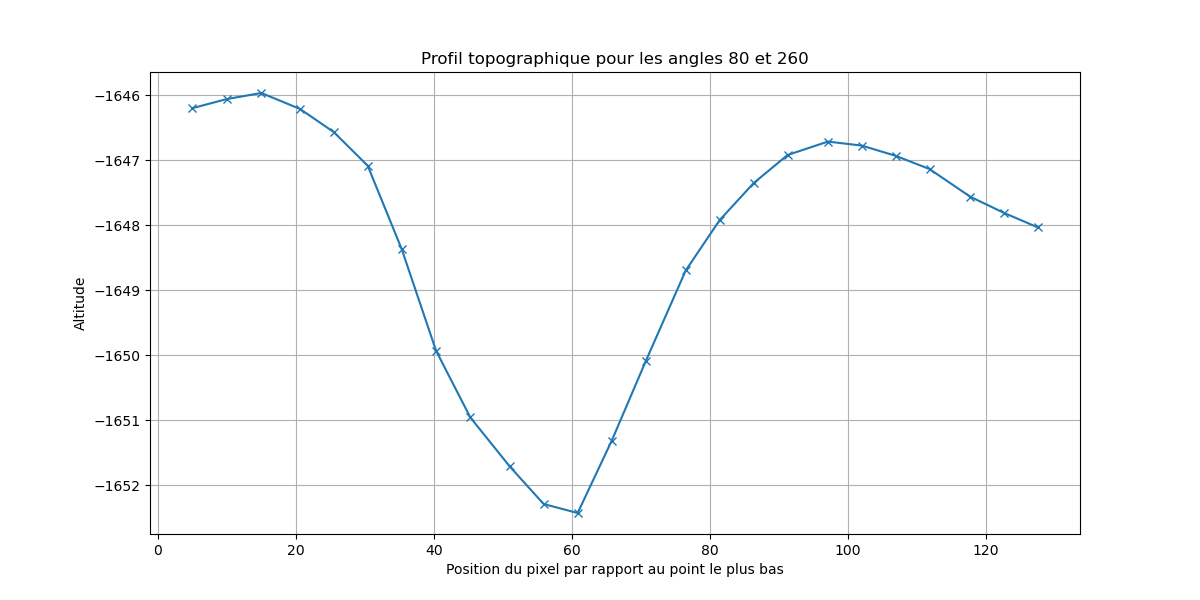 Profil topographique pour les angles 80 et 260
Altitude
−1646
−1647
−1648
−1649
−1650
−1651
−1652
0 20 40 60 80 100 120
Position du pixel par rapport au point le plus bas